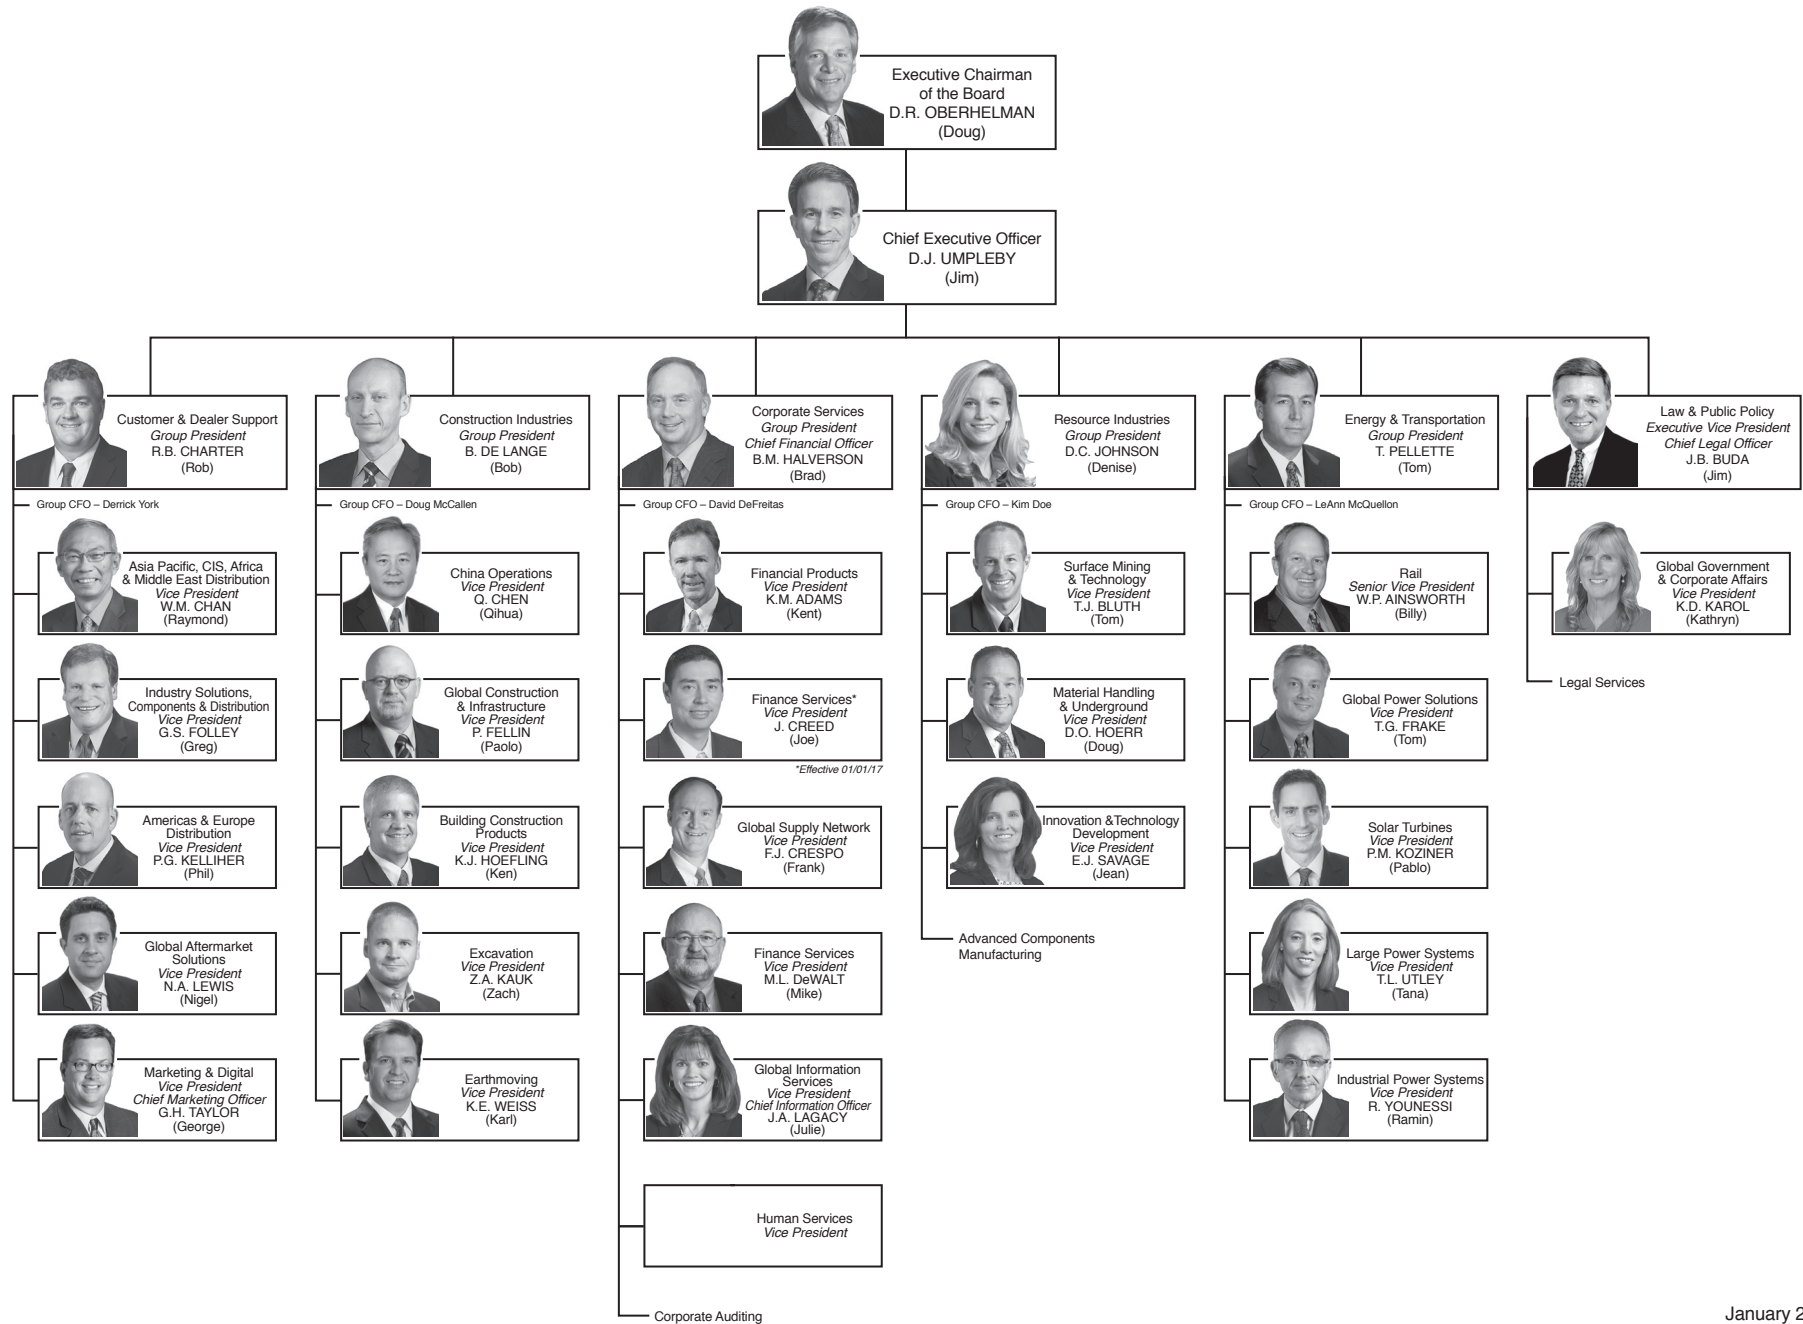 Executive Chairman
of the Board
D.R. OBERHELMAN
(Doug)
Chief Executive Officer
D.J. UMPLEBY
(Jim)
Customer & Dealer Support
Group President
R.B. CHARTER
(Rob)
Group CFO – Derrick York
Asia Pacific, CIS, Africa
& Middle East Distribution
Vice President
W.M. CHAN
(Raymond)
Industry Solutions,
Components & Distribution
Vice President
G.S. FOLLEY
(Greg)
Americas & Europe
Distribution
Vice President
P.G. KELLIHER
(Phil)
Global Aftermarket
Solutions
Vice President
N.A. LEWIS
(Nigel)
Marketing & Digital
Vice President
Chief Marketing Officer
G.H. TAYLOR
(George)
Construction Industries
Group President
B. DE LANGE
(Bob)
Group CFO – Doug McCallen
China Operations
Vice President
Q. CHEN
(Qihua)
Global Construction
& Infrastructure
Vice President
P. FELLIN
(Paolo)
Building Construction
Products
Vice President
K.J. HOEFLING
(Ken)
Excavation
Vice President
Z.A. KAUK
(Zach)
Earthmoving
Vice President
K.E. WEISS
(Karl)
Corporate Services
Group President
Chief Financial Officer
B.M. HALVERSON
(Brad)
Group CFO – David DeFreitas
Financial Products
Vice President
K.M. ADAMS
(Kent)
Finance Services*
Vice President
J. CREED
(Joe)
*Effective 01/01/17
Global Supply Network
Vice President
F.J. CRESPO
(Frank)
Finance Services
Vice President
M.L. DeWALT
(Mike)
Global Information
Services
Vice President
Chief Information Officer
J.A. LAGACY
(Julie)
Human Services
Vice President
Corporate Auditing
Resource Industries
Group President
D.C. JOHNSON
(Denise)
Group CFO – Kim Doe
Surface Mining
& Technology
Vice President
T.J. BLUTH
(Tom)
Material Handling
& Underground
Vice President
D.O. HOERR
(Doug)
Innovation &Technology
Development
Vice President
E.J. SAVAGE
(Jean)
Advanced Components
Manufacturing
Energy & Transportation
Group President
T. PELLETTE
(Tom)
Group CFO – LeAnn McQuellon
Rail
Senior Vice President
W.P. AINSWORTH
(Billy)
Global Power Solutions
Vice President
T.G. FRAKE
(Tom)
Solar Turbines
Vice President
P.M. KOZINER
(Pablo)
Large Power Systems
Vice President
T.L. UTLEY
(Tana)
Industrial Power Systems
Vice President
R. YOUNESSI
(Ramin)
Law & Public Policy
Executive Vice President
Chief Legal Officer
J.B. BUDA
(Jim)
Global Government
& Corporate Affairs
Vice President
K.D. KAROL
(Kathryn)
Legal Services
January 2